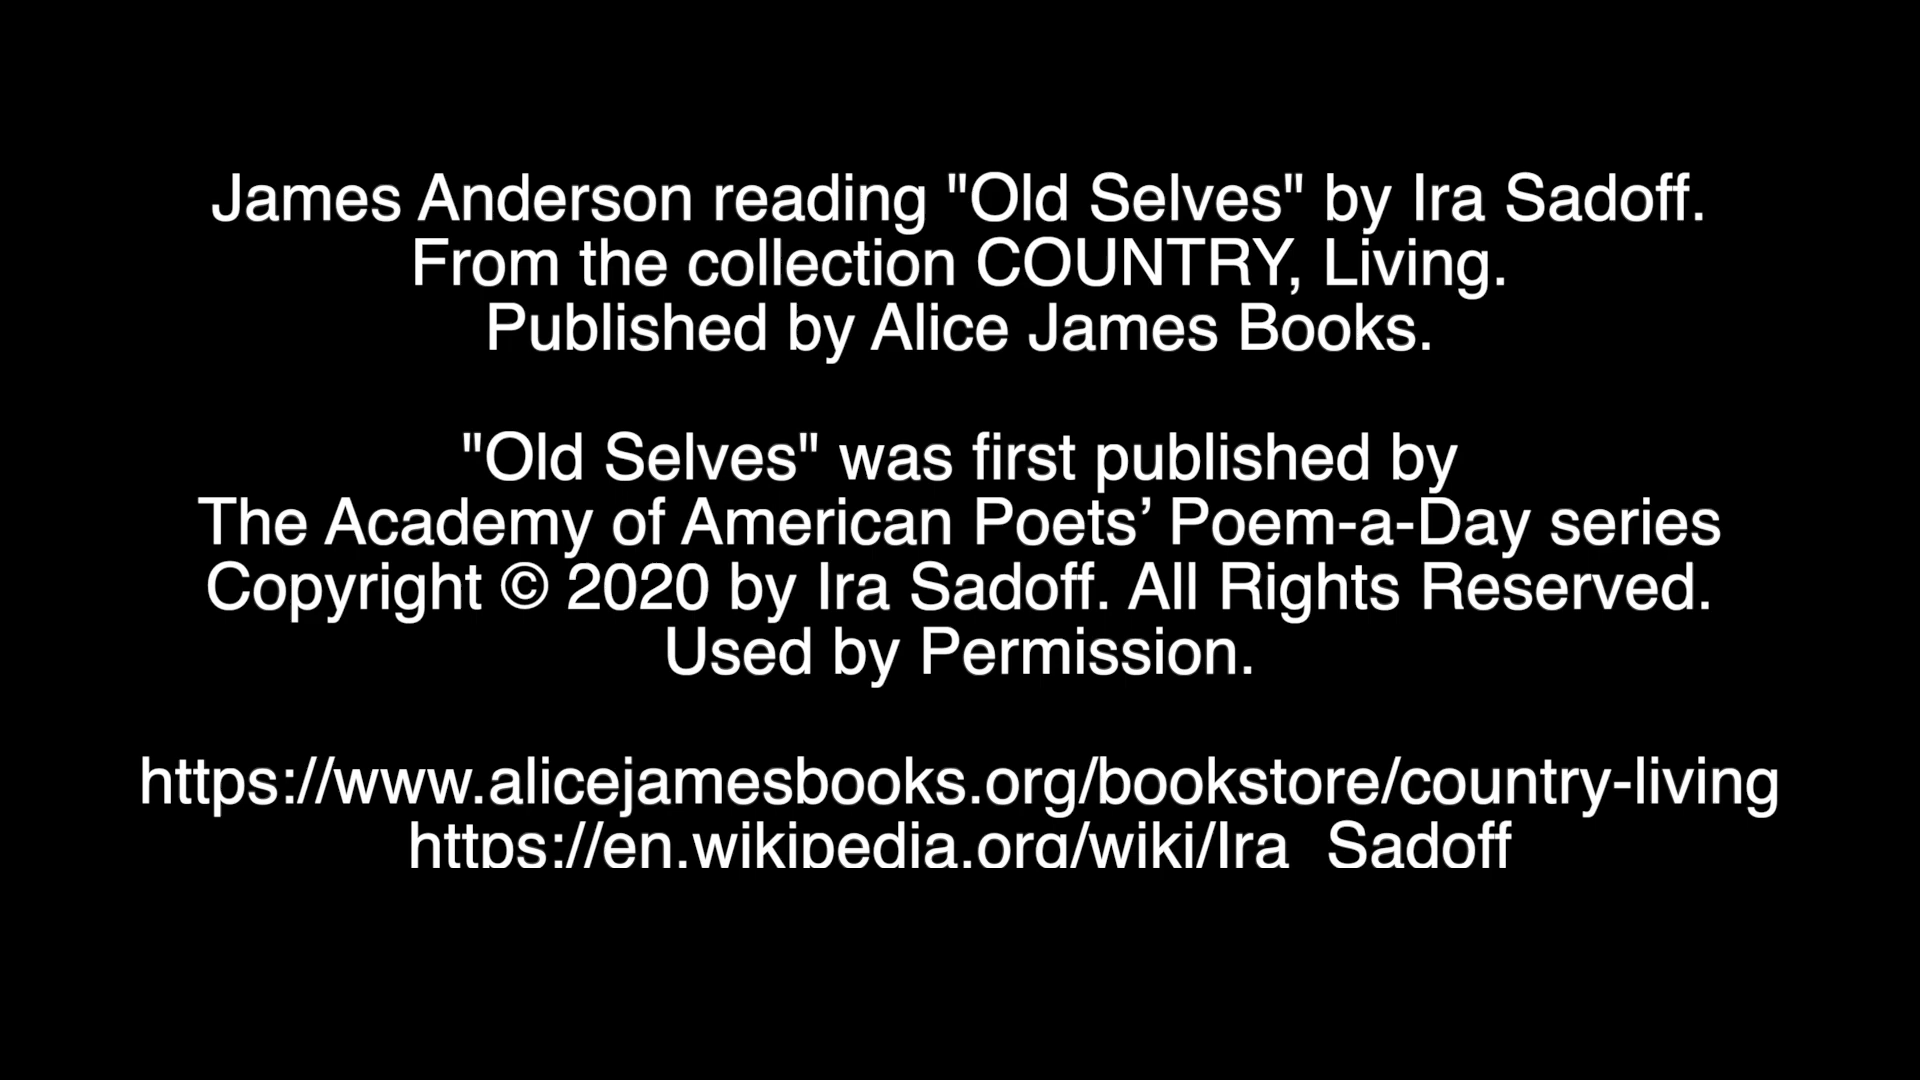 James Anderson reading "Old Selves" by Ira Sadoff.
From the collection COUNTRY, Living.
Published by Alice James Books.
"Old Selves" was first published by
The Academy of American Poets’ Poem-a-Day series
Copyright © 2020 by Ira Sadoff. All Rights Reserved.
Used by Permission.
https://www.alicejamesbooks.org/bookstore/country-living
https://en.wikipedia.org/wiki/Ira_Sadoff